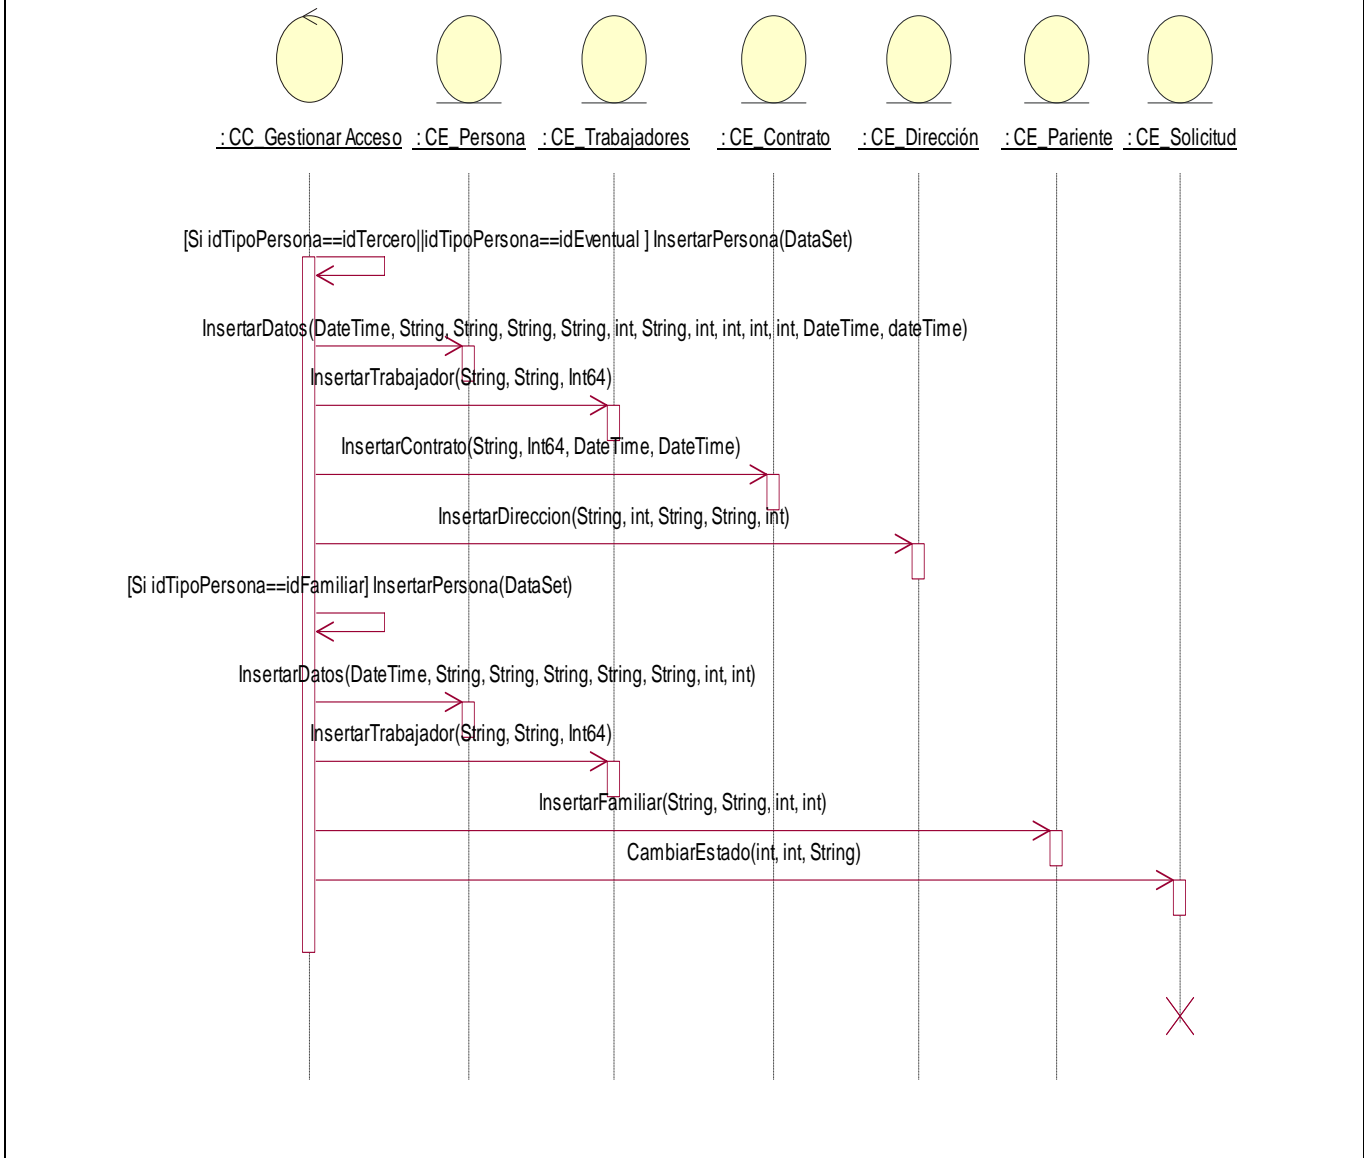 : CC_Gestionar Acceso : CE_Persona : CE_Trabajadores : CE_Contrato : CE_Dirección : CE_Pariente : CE_Solicitud
[Si idTipoPersona==idTercero||idTipoPersona==idEventual ] InsertarPersona(DataSet)
InsertarDatos(DateTime, String, String, String, String, int, String, int, int, int, int, DateTime, dateTime)
InsertarTrabajador(String, String, Int64)
InsertarContrato(String, Int64, DateTime, DateTime)
InsertarDireccion(String, int, String, String, int)
[Si idTipoPersona==idFamiliar] InsertarPersona(DataSet)
InsertarDatos(DateTime, String, String, String, String, String, int, int)
InsertarTrabajador(String, String, Int64)
InsertarFamiliar(String, String, int, int)
CambiarEstado(int, int, String)